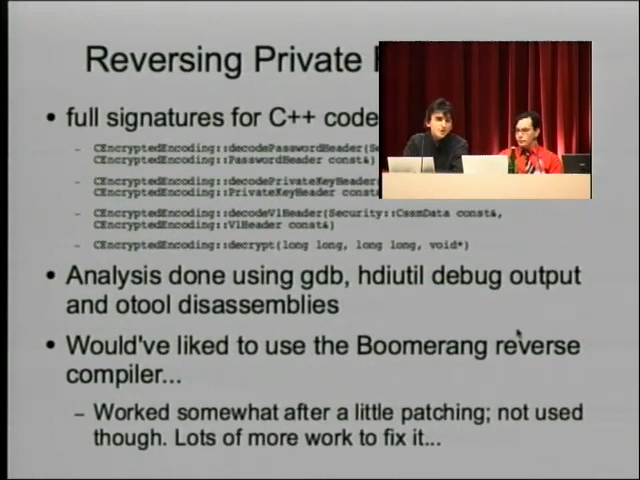 Reversing Private
• full signatures for C++ code
– CEncryptedEncoding::decodePasswordHeader(
CEncryptedEncoding::PasswordHeader const&)
– CEncryptedEncoding::decodePrivateKeyHeader
CEncryptedEncoding::PrivateKeyHeader const&
– CEncryptedEncoding::decodeV1Header(Security::CssmData const&,
CEncryptedEncoding::V1Header const&)
– CEncryptedEncoding::decrypt(long long, long long, void*)
• Analysis done using gdb, hdiutil debug output
and otool disassemblies
• Would've liked to use the Boomerang reverse
compiler...
– Worked somewhat after a little patching; not used
though. Lots of more work to fix it...